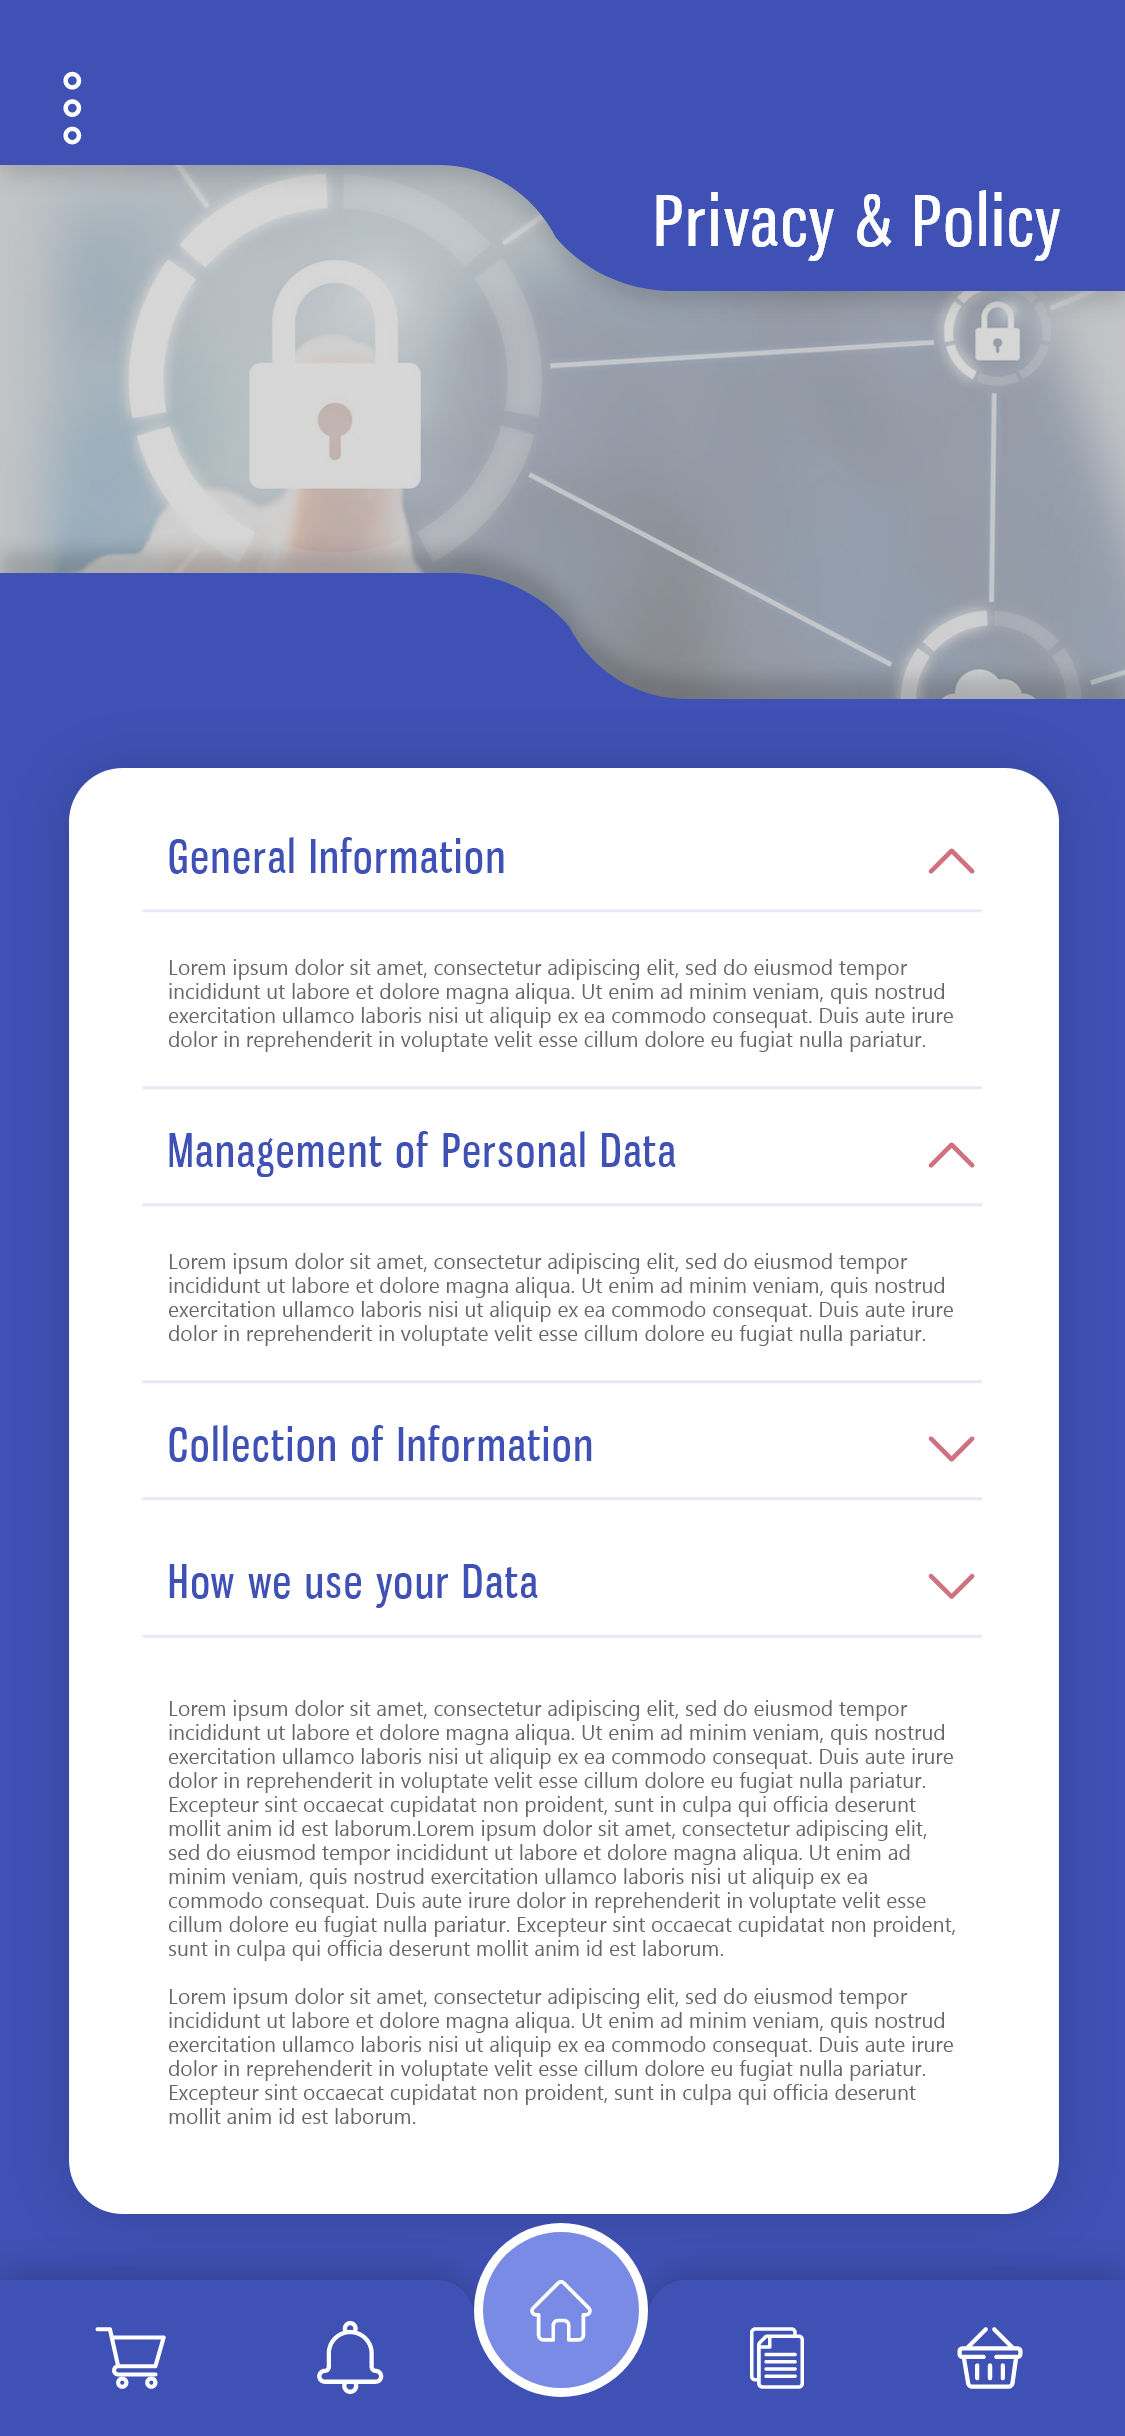 Privacy & Policy
General Information
Lorem ipsum dolor sit amet, consectetur adipiscing elit, sed do eiusmod tempor
incididunt ut labore et dolore magna aliqua. Ut enim ad minim veniam, quis nostrud
exercitation ullamco laboris nisi ut aliquip ex ea commodo consequat. Duis aute irure
dolor in reprehenderit in voluptate velit esse cillum dolore eu fugiat nulla pariatur.
Management of Personal Data
Lorem ipsum dolor sit amet, consectetur adipiscing elit, sed do eiusmod tempor
incididunt ut labore et dolore magna aliqua. Ut enim ad minim veniam, quis nostrud
exercitation ullamco laboris nisi ut aliquip ex ea commodo consequat. Duis aute irure
dolor in reprehenderit in voluptate velit esse cillum dolore eu fugiat nulla pariatur.
Collection of Information
How we use your Data
Lorem ipsum dolor sit amet, consectetur adipiscing elit, sed do eiusmod tempor
incididunt ut labore et dolore magna aliqua. Ut enim ad minim veniam, quis nostrud
exercitation ullamco laboris nisi ut aliquip ex ea commodo consequat. Duis aute irure
dolor in reprehenderit in voluptate velit esse cillum dolore eu fugiat nulla pariatur.
Excepteur sint occaecat cupidatat non proident, sunt in culpa qui officia deserunt
mollit anim id est laborum.Lorem ipsum dolor sit amet, consectetur adipiscing elit,
sed do eiusmod tempor incididunt ut labore et dolore magna aliqua. Ut enim ad
minim veniam, quis nostrud exercitation ullamco laboris nisi ut aliquip ex ea
commodo consequat. Duis aute irure dolor in reprehenderit in voluptate velit esse
cillum dolore eu fugiat nulla pariatur. Excepteur sint occaecat cupidatat non proident,
sunt in culpa qui officia deserunt mollit anim id est laborum.
Lorem ipsum dolor sit amet, consectetur adipiscing elit, sed do eiusmod tempor
incididunt ut labore et dolore magna aliqua. Ut enim ad minim veniam, quis nostrud
exercitation ullamco laboris nisi ut aliquip ex ea commodo consequat. Duis aute irure
dolor in reprehenderit in voluptate velit esse cillum dolore eu fugiat nulla pariatur.
Excepteur sint occaecat cupidatat non proident, sunt in culpa qui officia deserunt
mollit anim id est laborum.